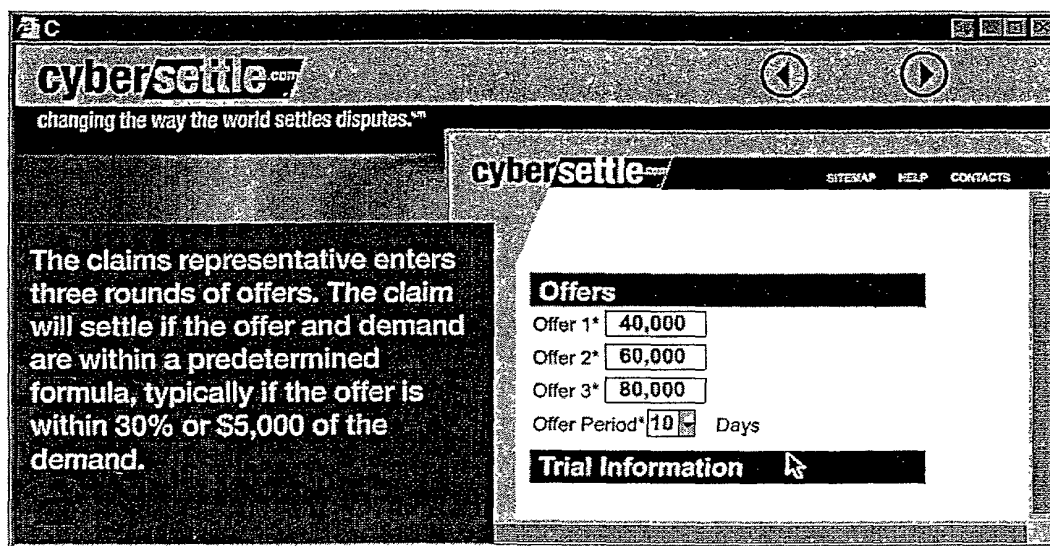 C
cybersettle.com
changing the way the world settles disputes.sm
cybersettle.com
SITEMAP HELP CONTACTS
The claims representative enters
three rounds of offers. The claim
will settle if the offer and demand
are within a predetermined
formula, typically if the offer is
within 30% or $5,000 of the
demand.
Offers
Offer 1* 40,000
Offer 2* 60,000
Offer 3* 80,000
Offer Period* 10 Days
Trial Information